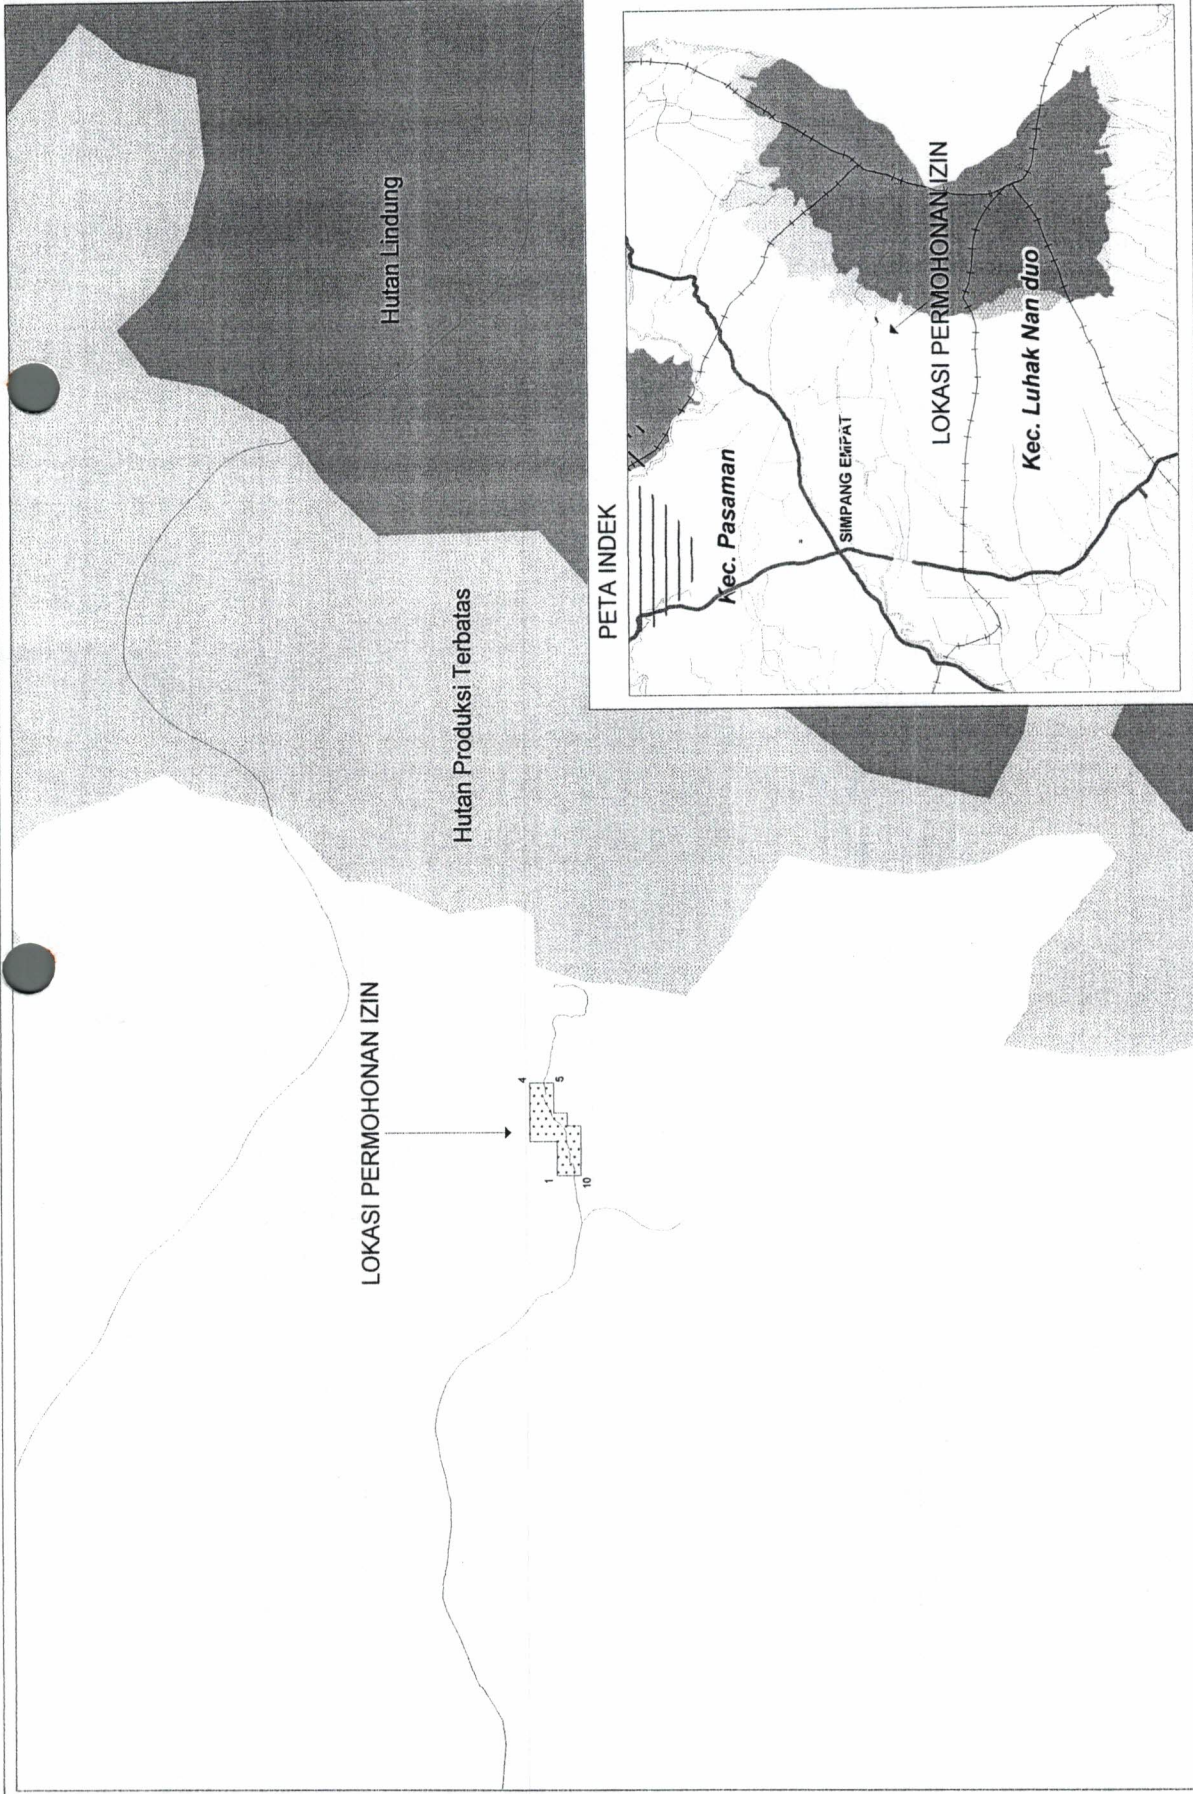 LOKASI PERMOHONAN IZIN
4
5
1
10
Hutan Produksi Terbatas
Hutan Lindung
PETA INDEK
Kec. Pasaman
SIMPANG EMPAT
LOKASI PERMOHONAN IZIN
Kec. Luhak Nan duo